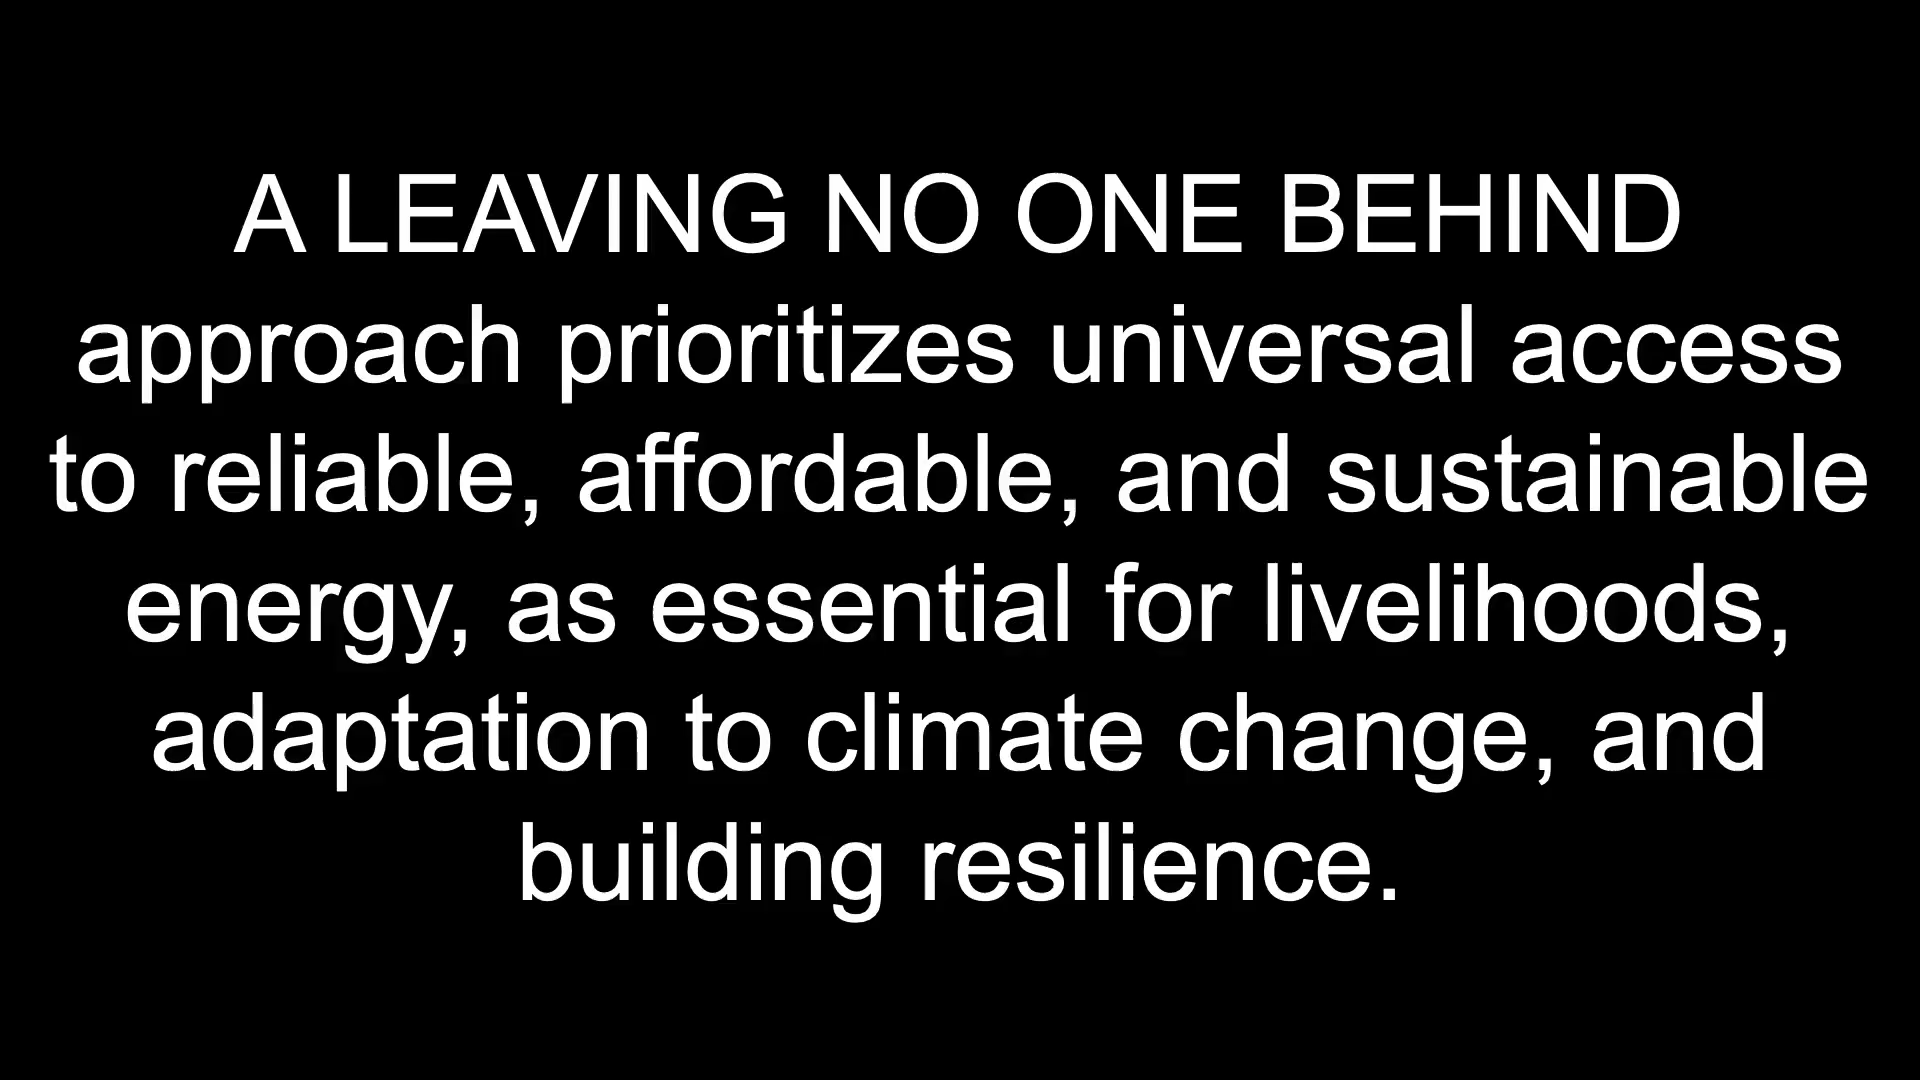 A LEAVING NO ONE BEHIND
approach prioritizes universal access
to reliable, affordable, and sustainable
energy, as essential for livelihoods,
adaptation to climate change, and
building resilience.